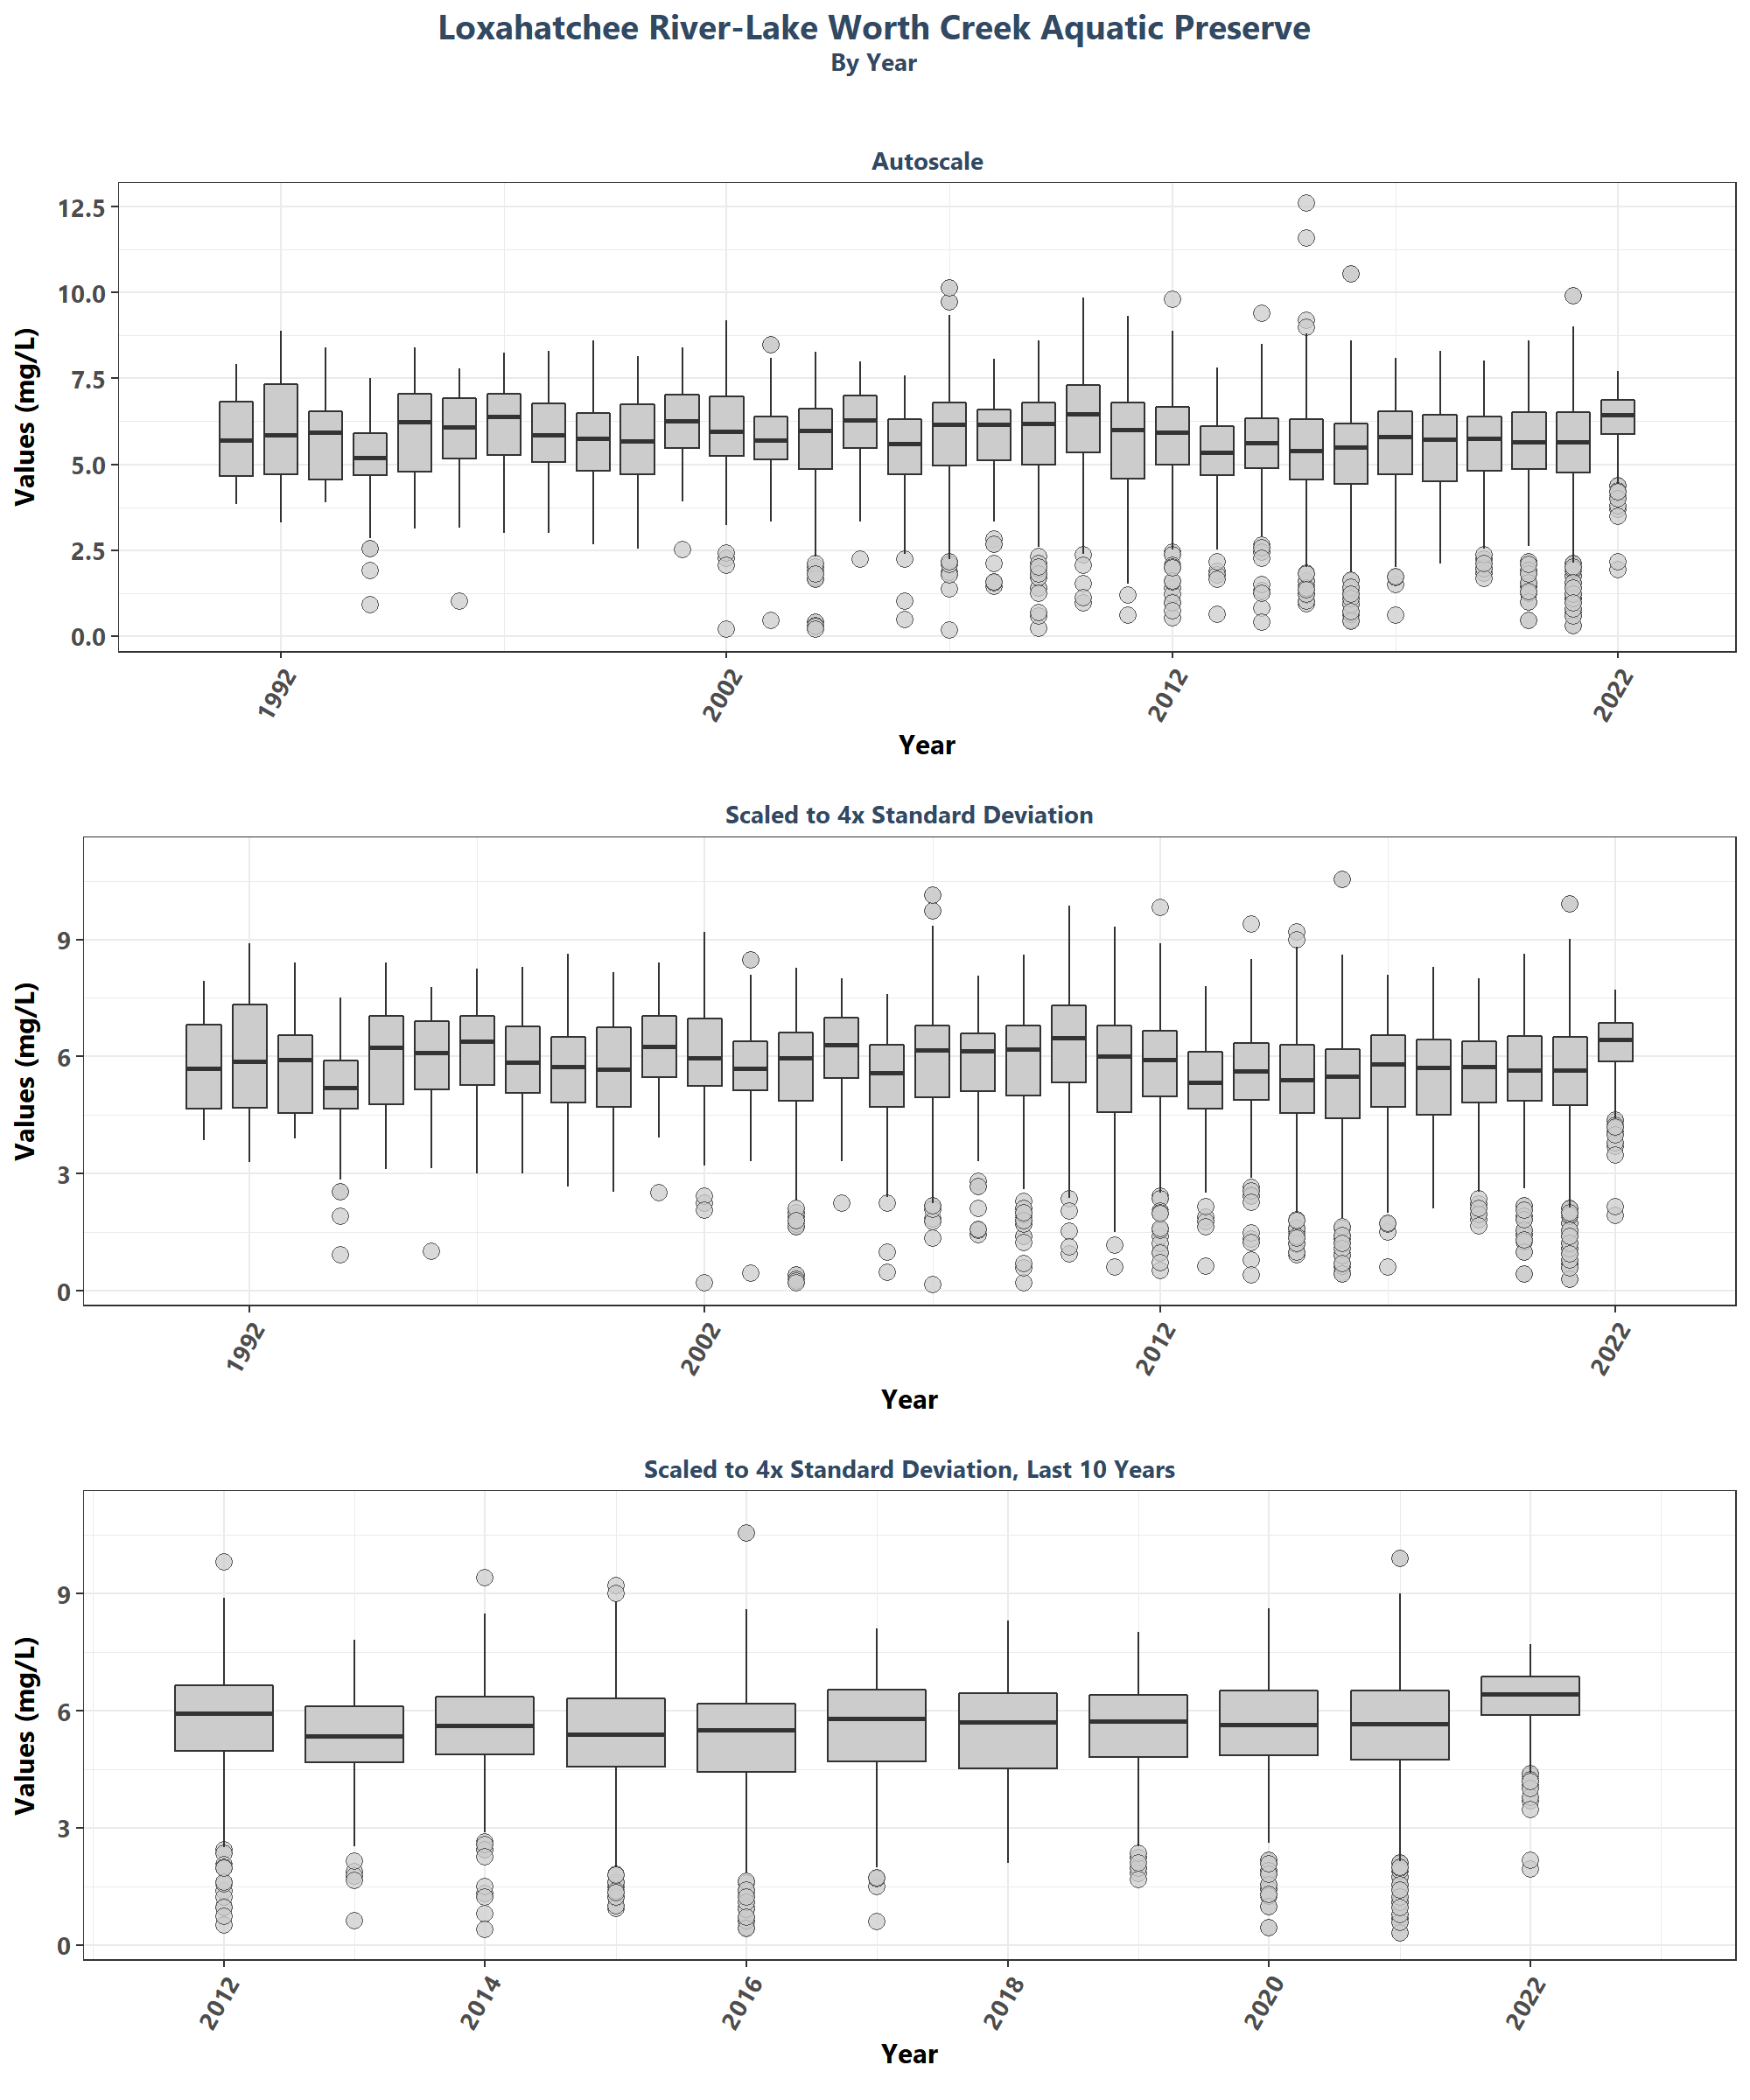 Loxahatchee River-Lake Worth Creek Aquatic Preserve
By Year
Autoscale
Values (mg/L)
12.5
10.0
7.5
5.0
2.5
0.0
1992
2002
2012
2022
Year
Scaled to 4x Standard Deviation
Values (mg/L)
9
6
3
0
1992
2002
2012
2022
Year
Scaled to 4x Standard Deviation, Last 10 Years
Values (mg/L)
9
6
3
0
2012
2014
2016
2018
2020
2022
Year